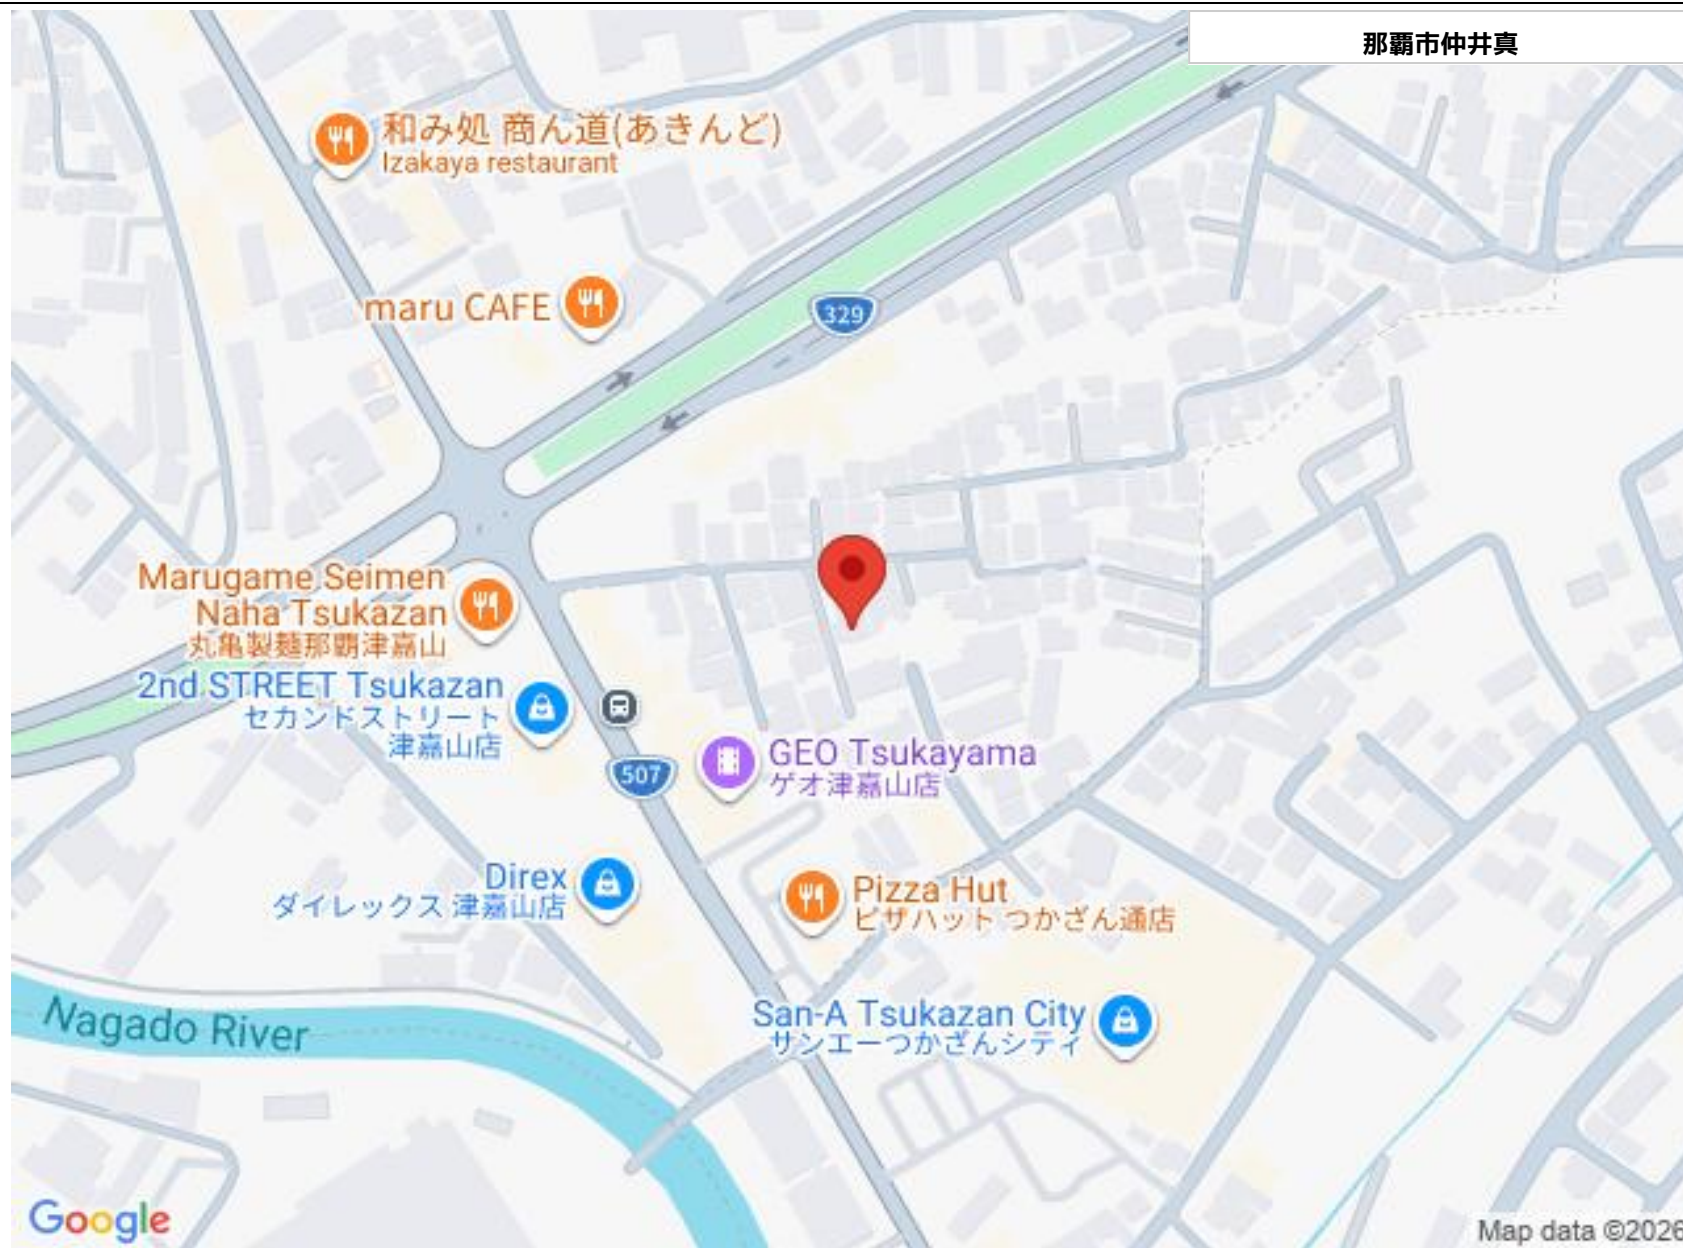 那覇市仲井真
和み処 商ん道(あきんど)
Izakaya restaurant
maru CAFE
329
Marugame Seimen
Naha Tsukazan
丸亀製麺那覇津嘉山
2nd STREET Tsukazan
セカンドストリート
津嘉山店
507
GEO Tsukayama
ゲオ津嘉山店
Direx
ダイレックス 津嘉山店
Pizza Hut
ピザハット つかざん通店
San-A Tsukazan City
サンエーつかざんシティ
Nagado River
Google
Map data ©2026